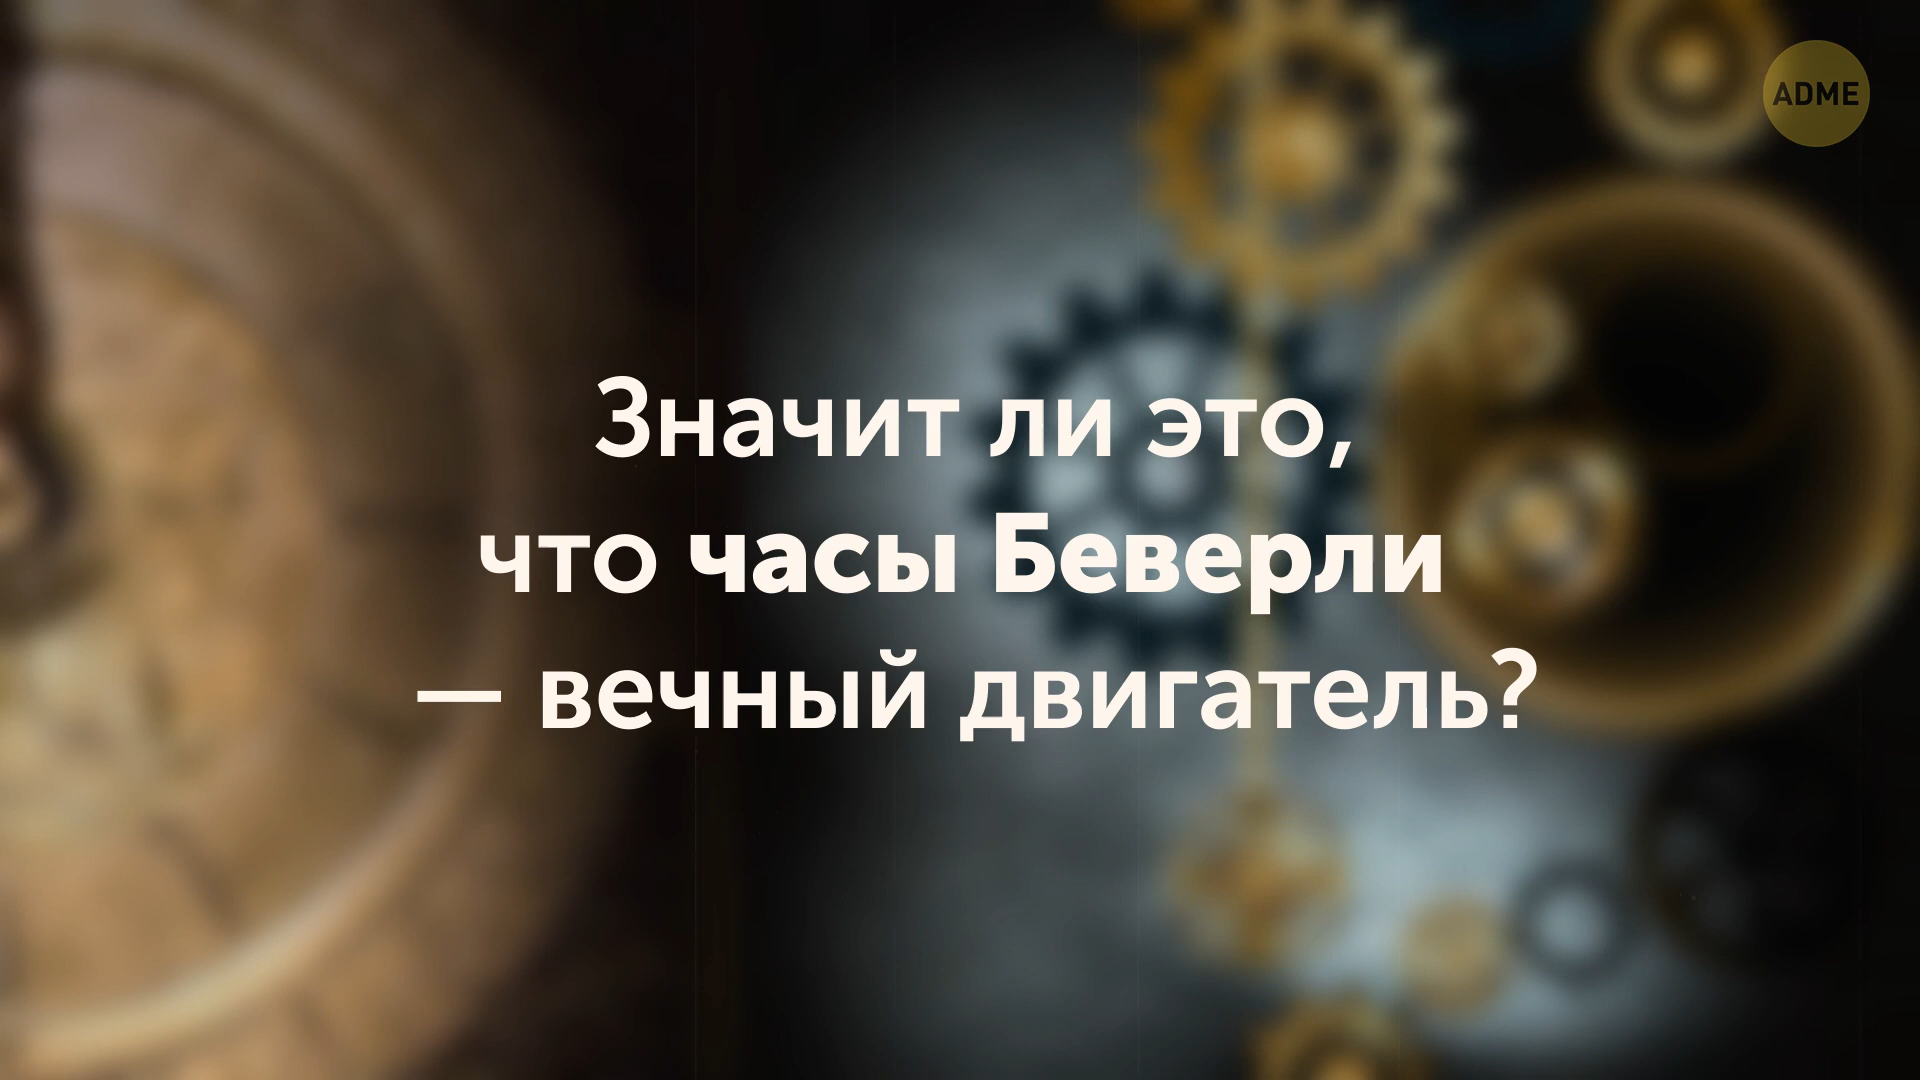 ADME
Значит ли это,
что часы Беверли
— вечный двигатель?